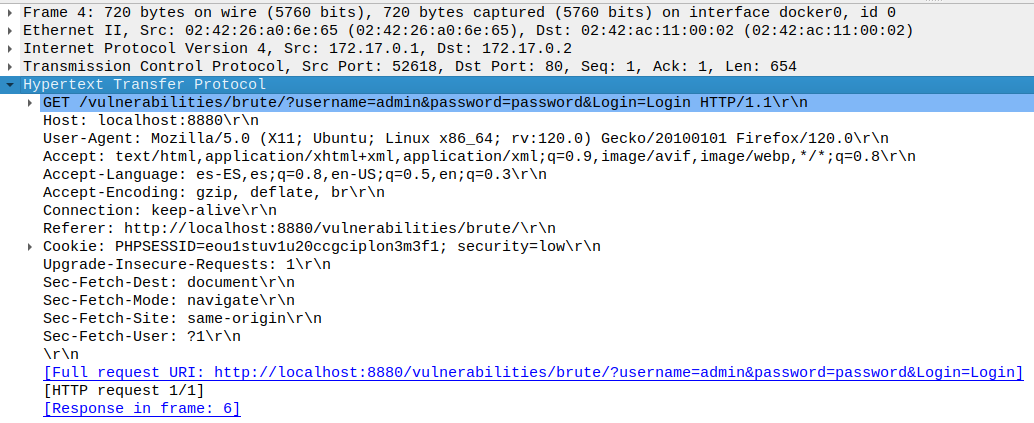 Frame 4: 720 bytes on wire (5760 bits), 720 bytes captured (5760 bits) on interface docker0, id 0
Ethernet II, Src: 02:42:26:a0:6e:65 (02:42:26:a0:6e:65), Dst: 02:42:ac:11:00:02 (02:42:ac:11:00:02)
Internet Protocol Version 4, Src: 172.17.0.1, Dst: 172.17.0.2
Transmission Control Protocol, Src Port: 52618, Dst Port: 80, Seq: 1, Ack: 1, Len: 654
Hypertext Transfer Protocol
GET /vulnerabilities/brute/?username=admin&password=password&Login=Login HTTP/1.1\r\n
Host: localhost:8880\r\n
User-Agent: Mozilla/5.0 (X11; Ubuntu; Linux x86_64; rv:120.0) Gecko/20100101 Firefox/120.0\r\n
Accept: text/html,application/xhtml+xml,application/xml;q=0.9,image/avif,image/webp,*/*;q=0.8\r\n
Accept-Language: es-ES,es;q=0.8,en-US;q=0.5,en;q=0.3\r\n
Accept-Encoding: gzip, deflate, br\r\n
Connection: keep-alive\r\n
Referer: http://localhost:8880/vulnerabilities/brute/\r\n
Cookie: PHPSESSID=eou1stuv1u20ccgciplon3m3f1; security=low\r\n
Upgrade-Insecure-Requests: 1\r\n
Sec-Fetch-Dest: document\r\n
Sec-Fetch-Mode: navigate\r\n
Sec-Fetch-Site: same-origin\r\n
Sec-Fetch-User: ?1\r\n
\r\n
[Full request URI: http://localhost:8880/vulnerabilities/brute/?username=admin&password=password&Login=Login]
[HTTP request 1/1]
[Response in frame: 6]